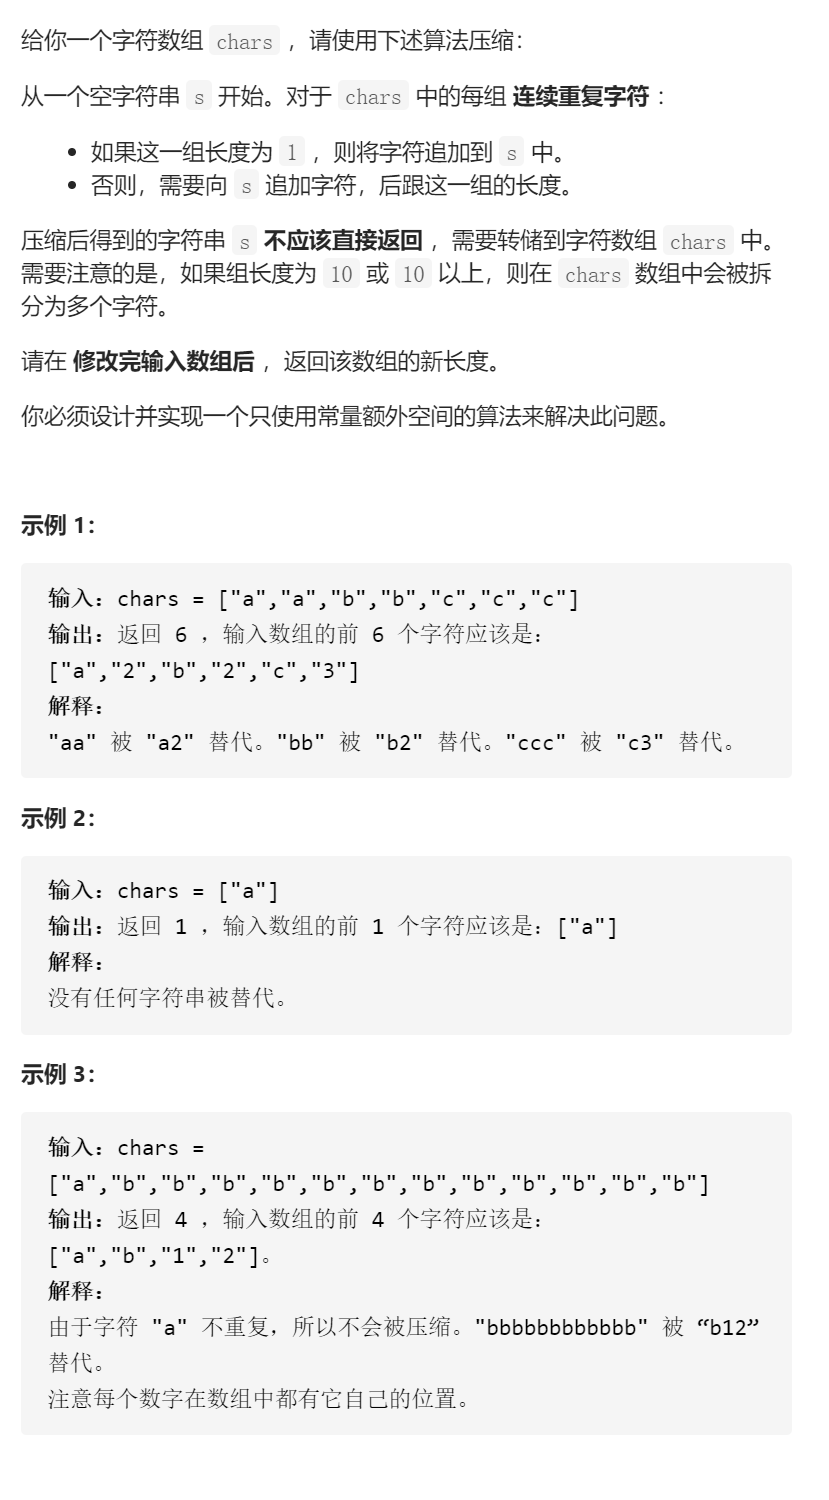 给你一个字符数组 chars ，请使用下述算法压缩：
从一个空字符串 s 开始。对于 chars 中的每组 连续重复字符 ：
• 如果这一组长度为 1 ，则将字符追加到 s 中。
• 否则，需要向 s 追加字符，后跟这一组的长度。
压缩后得到的字符串 s 不应该直接返回 ，需要转储到字符数组 chars 中。
需要注意的是，如果组长度为 10 或 10 以上，则在 chars 数组中会被拆
分为多个字符。
请在 修改完输入数组后 ，返回该数组的新长度。
你必须设计并实现一个只使用常量额外空间的算法来解决此问题。
示例 1：
输入：chars = ["a","a","b","b","c","c","c"]
输出：返回 6 ，输入数组的前 6 个字符应该是：
["a","2","b","2","c","3"]
解释：
"aa" 被 "a2" 替代。"bb" 被 "b2" 替代。"ccc" 被 "c3" 替代。
示例 2：
输入：chars = ["a"]
输出：返回 1 ，输入数组的前 1 个字符应该是：["a"]
解释：
没有任何字符串被替代。
示例 3：
输入：chars =
["a","b","b","b","b","b","b","b","b","b","b","b","b"]
输出：返回 4 ，输入数组的前 4 个字符应该是：
["a","b","1","2"]。
解释：
由于字符 "a" 不重复，所以不会被压缩。"bbbbbbbbbbbb" 被 “b12”
替代。
注意每个数字在数组中都有它自己的位置。